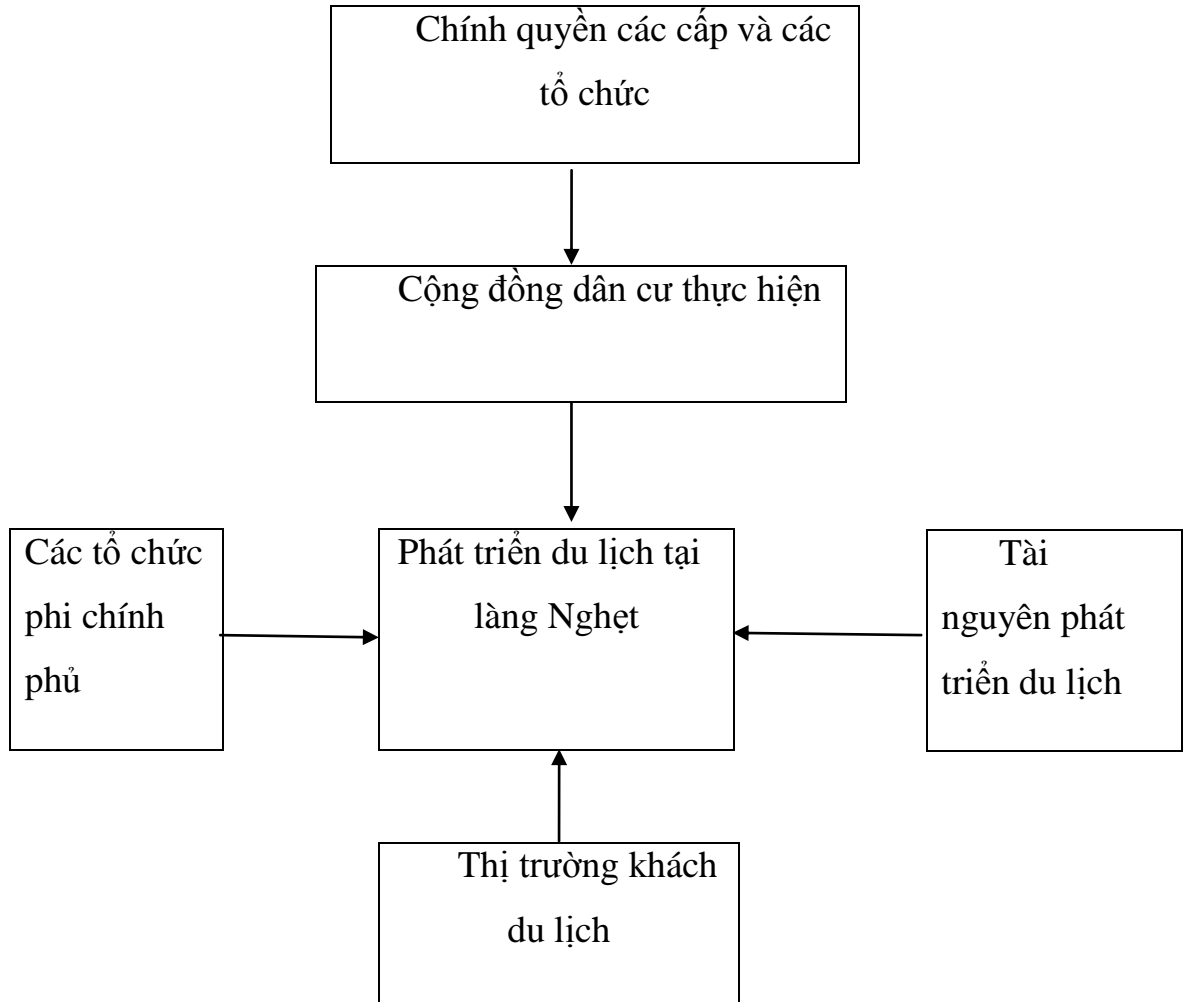 Chính quyền các cấp và các
tổ chức
Cộng đồng dân cư thực hiện
Các tổ chức
phi chính
phủ
Phát triển du lịch tại
làng Nghẹt
Tài
nguyên phát
triển du lịch
Thị trường khách
du lịch